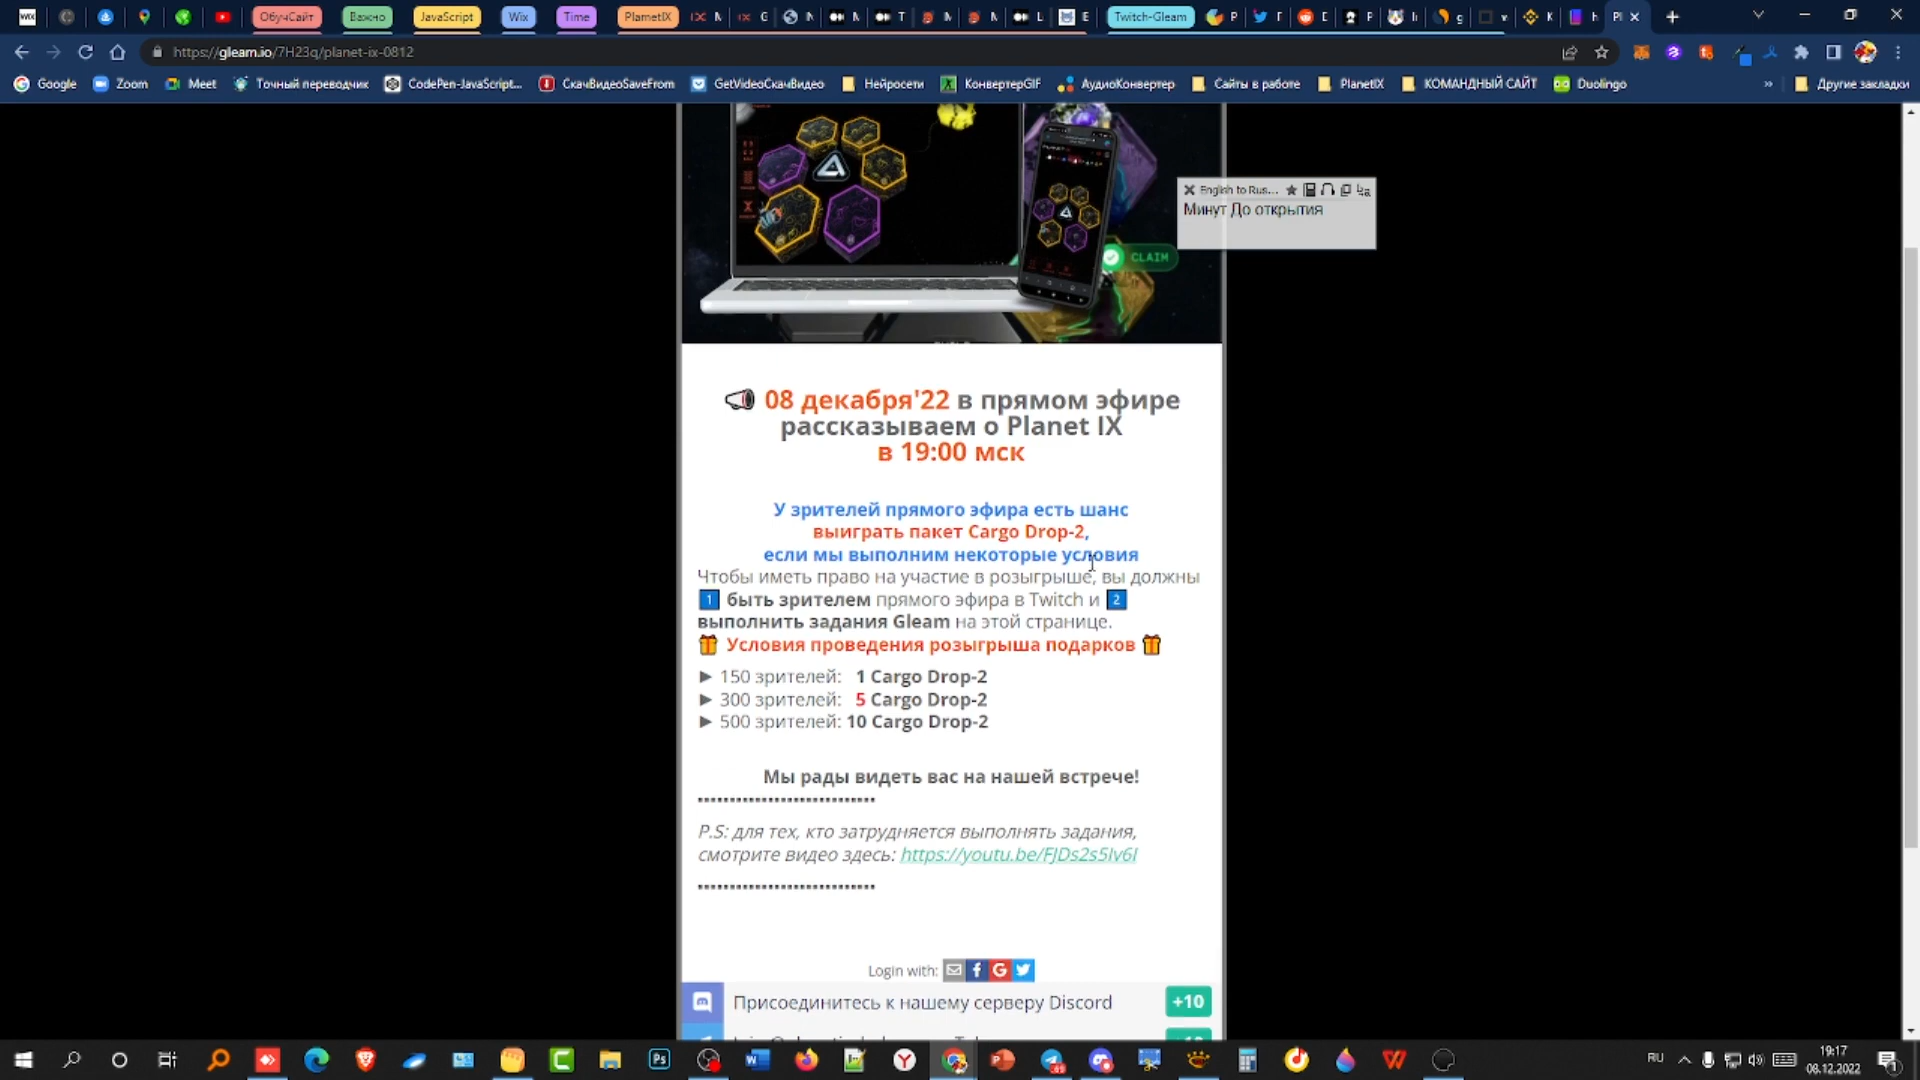 ОбучСайт
Важно
JavaScript
Wix
Time
PlametIX
Twitch-Gleam
https://gleam.io/7H23q/planet-ix-0812
Google
Zoom
Meet
Точный переводчик
CodePen-JavaScript...
СкачВидеоSaveFrom
GetVideoСкачВидео
Нейросети
КонвертерGIF
АудиоКонвертер
Сайты в работе
PlanetIX
КОМАНДНЫЙ САЙТ
Duolingo
»
Другие закладки
English to Rus...
Минут До открытия
CLAIM
08 декабря'22 в прямом эфире
рассказываем о Planet IX
в 19:00 мск
У зрителей прямого эфира есть шанс
выиграть пакет Cargo Drop-2,
если мы выполним некоторые условия
Чтобы иметь право на участие в розыгрыше, вы должны
1 быть зрителем прямого эфира в Twitch и 2
выполнить задания Gleam на этой странице.
Условия проведения розыгрыша подарков
► 150 зрителей: 1 Cargo Drop-2
► 300 зрителей: 5 Cargo Drop-2
► 500 зрителей: 10 Cargo Drop-2
Мы рады видеть вас на нашей встрече!
P.S: для тех, кто затрудняется выполнять задания,
смотрите видео здесь: https://youtu.be/FJDs2s5Iv6I
Login with:
Присоединитесь к нашему серверу Discord
+10
RU
19:17
08.12.2022